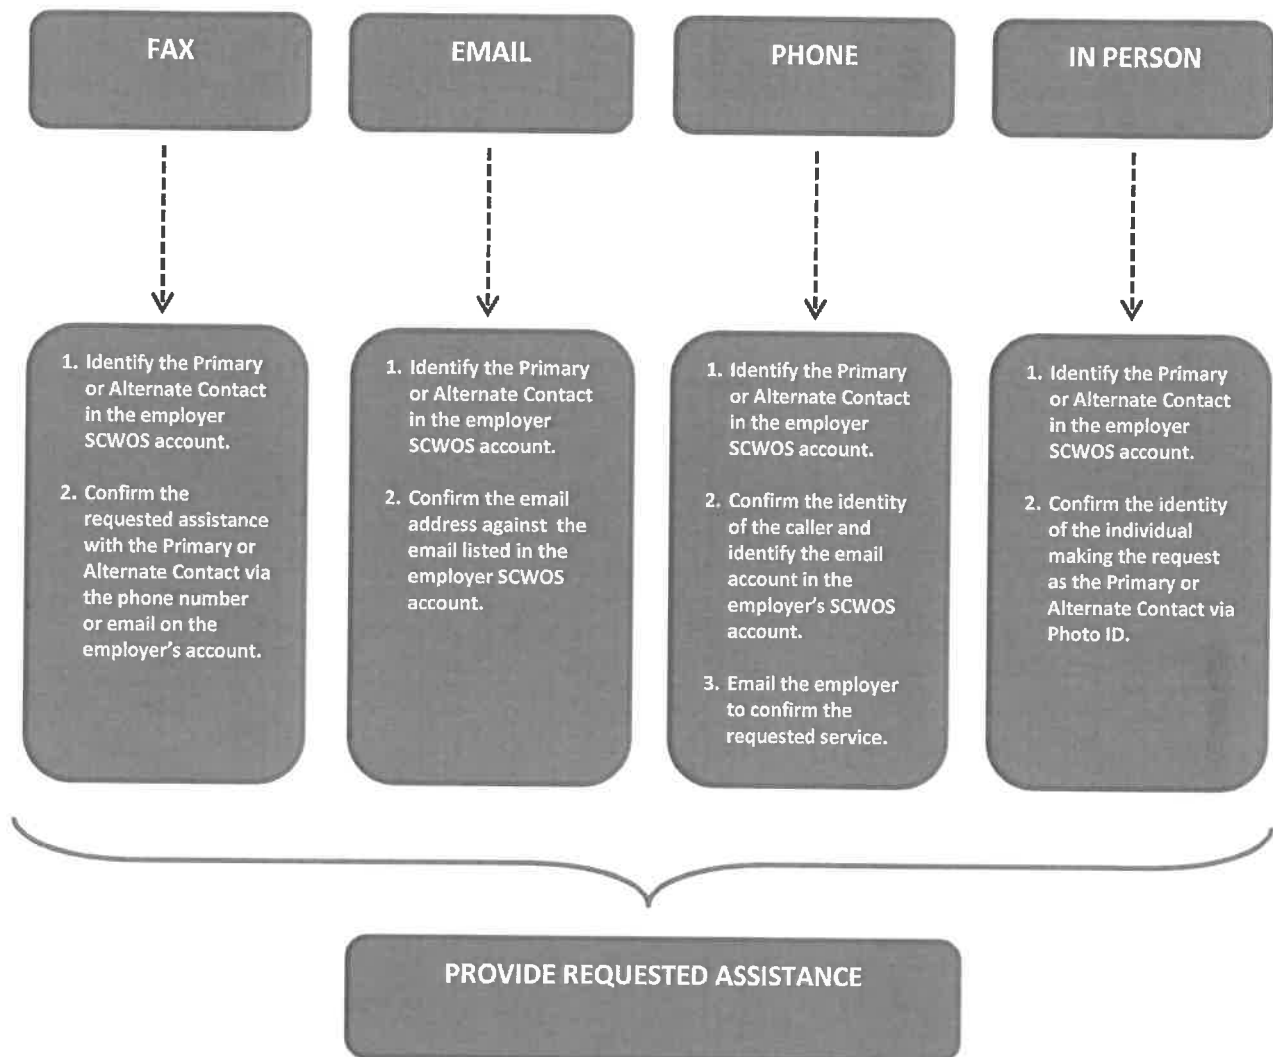 FAX
EMAIL
PHONE
IN PERSON
1. Identify the Primary
or Alternate Contact
in the employer
SCWOS account.
2. Confirm the
requested assistance
with the Primary or
Alternate Contact via
the phone number
or email on the
employer's account.
1. Identify the Primary
or Alternate Contact
in the employer
SCWOS account.
2. Confirm the email
address against the
email listed in the
employer SCWOS
account.
1. Identify the Primary
or Alternate Contact
in the employer
SCWOS account.
2. Confirm the identity
of the caller and
identify the email
account in the
employer's SCWOS
account.
3. Email the employer
to confirm the
requested service.
1. Identify the Primary
or Alternate Contact
in the employer
SCWOS account.
2. Confirm the identity
of the individual
making the request
as the Primary or
Alternate Contact via
Photo ID.
PROVIDE REQUESTED ASSISTANCE